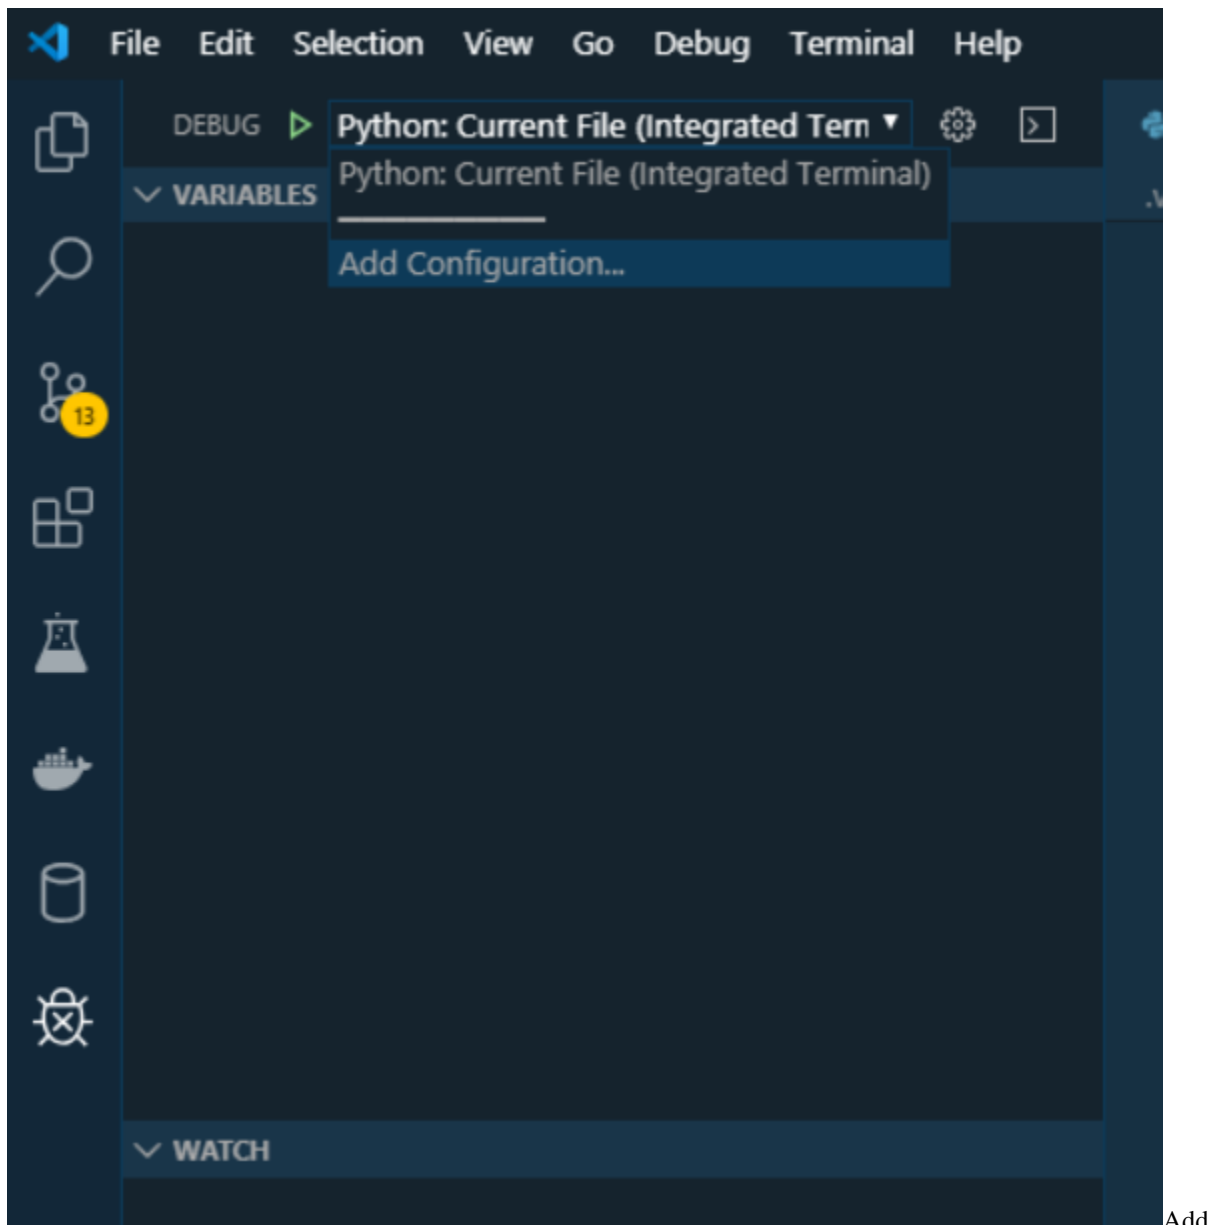 File Edit Selection View Go Debug Terminal Help
DEBUG Python: Current File (Integrated Tern
Python: Current File (Integrated Terminal)
VARIABLES
Add Configuration...
13
WATCH
Add